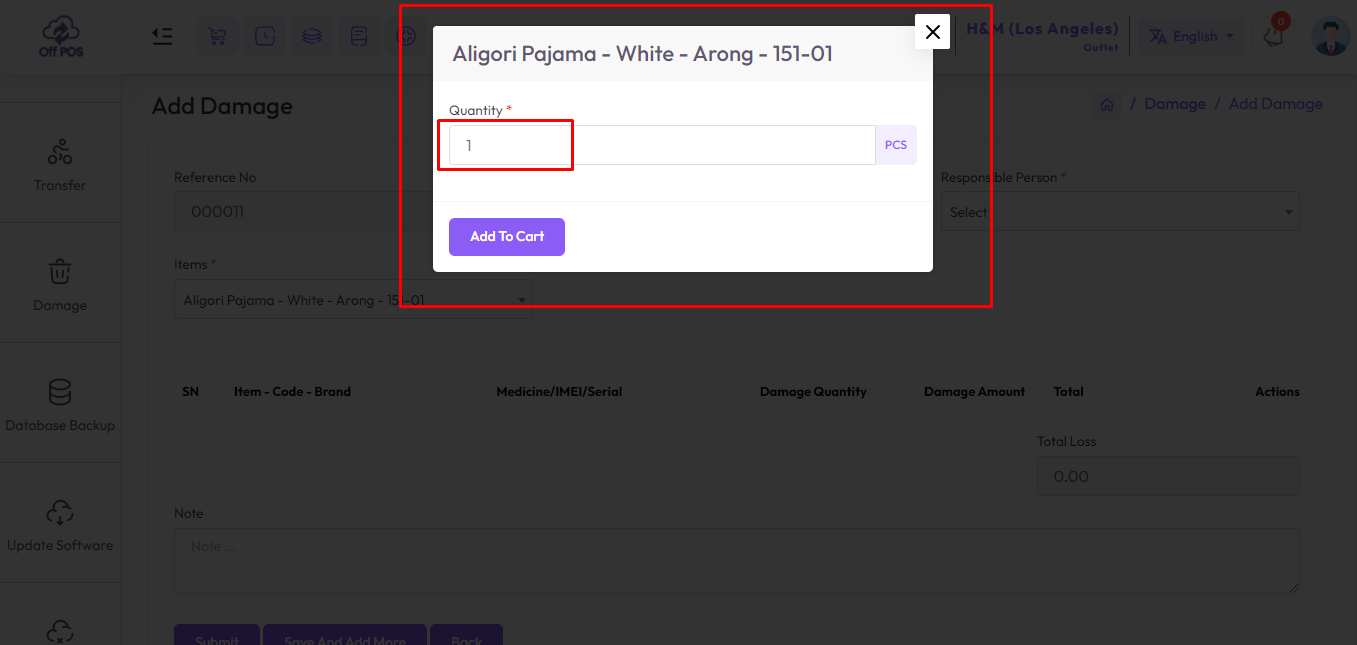 Off POS
H&M (Los Angeles)
Outlet
English
0
Aligori Pajama - White - Arong - 151-01
Quantity *
1
PCS
Add To Cart
Add Damage
/ Damage / Add Damage
Transfer
Damage
Database Backup
Update Software
Reference No
000011
Responsible Person *
Select
Items *
Aligori Pajama - White - Arong - 151-01
SN Item - Code - Brand Medicine/IMEI/Serial Damage Quantity Damage Amount Total Actions
Total Loss
0.00
Note
Note ...
Submit Save And Add More Back